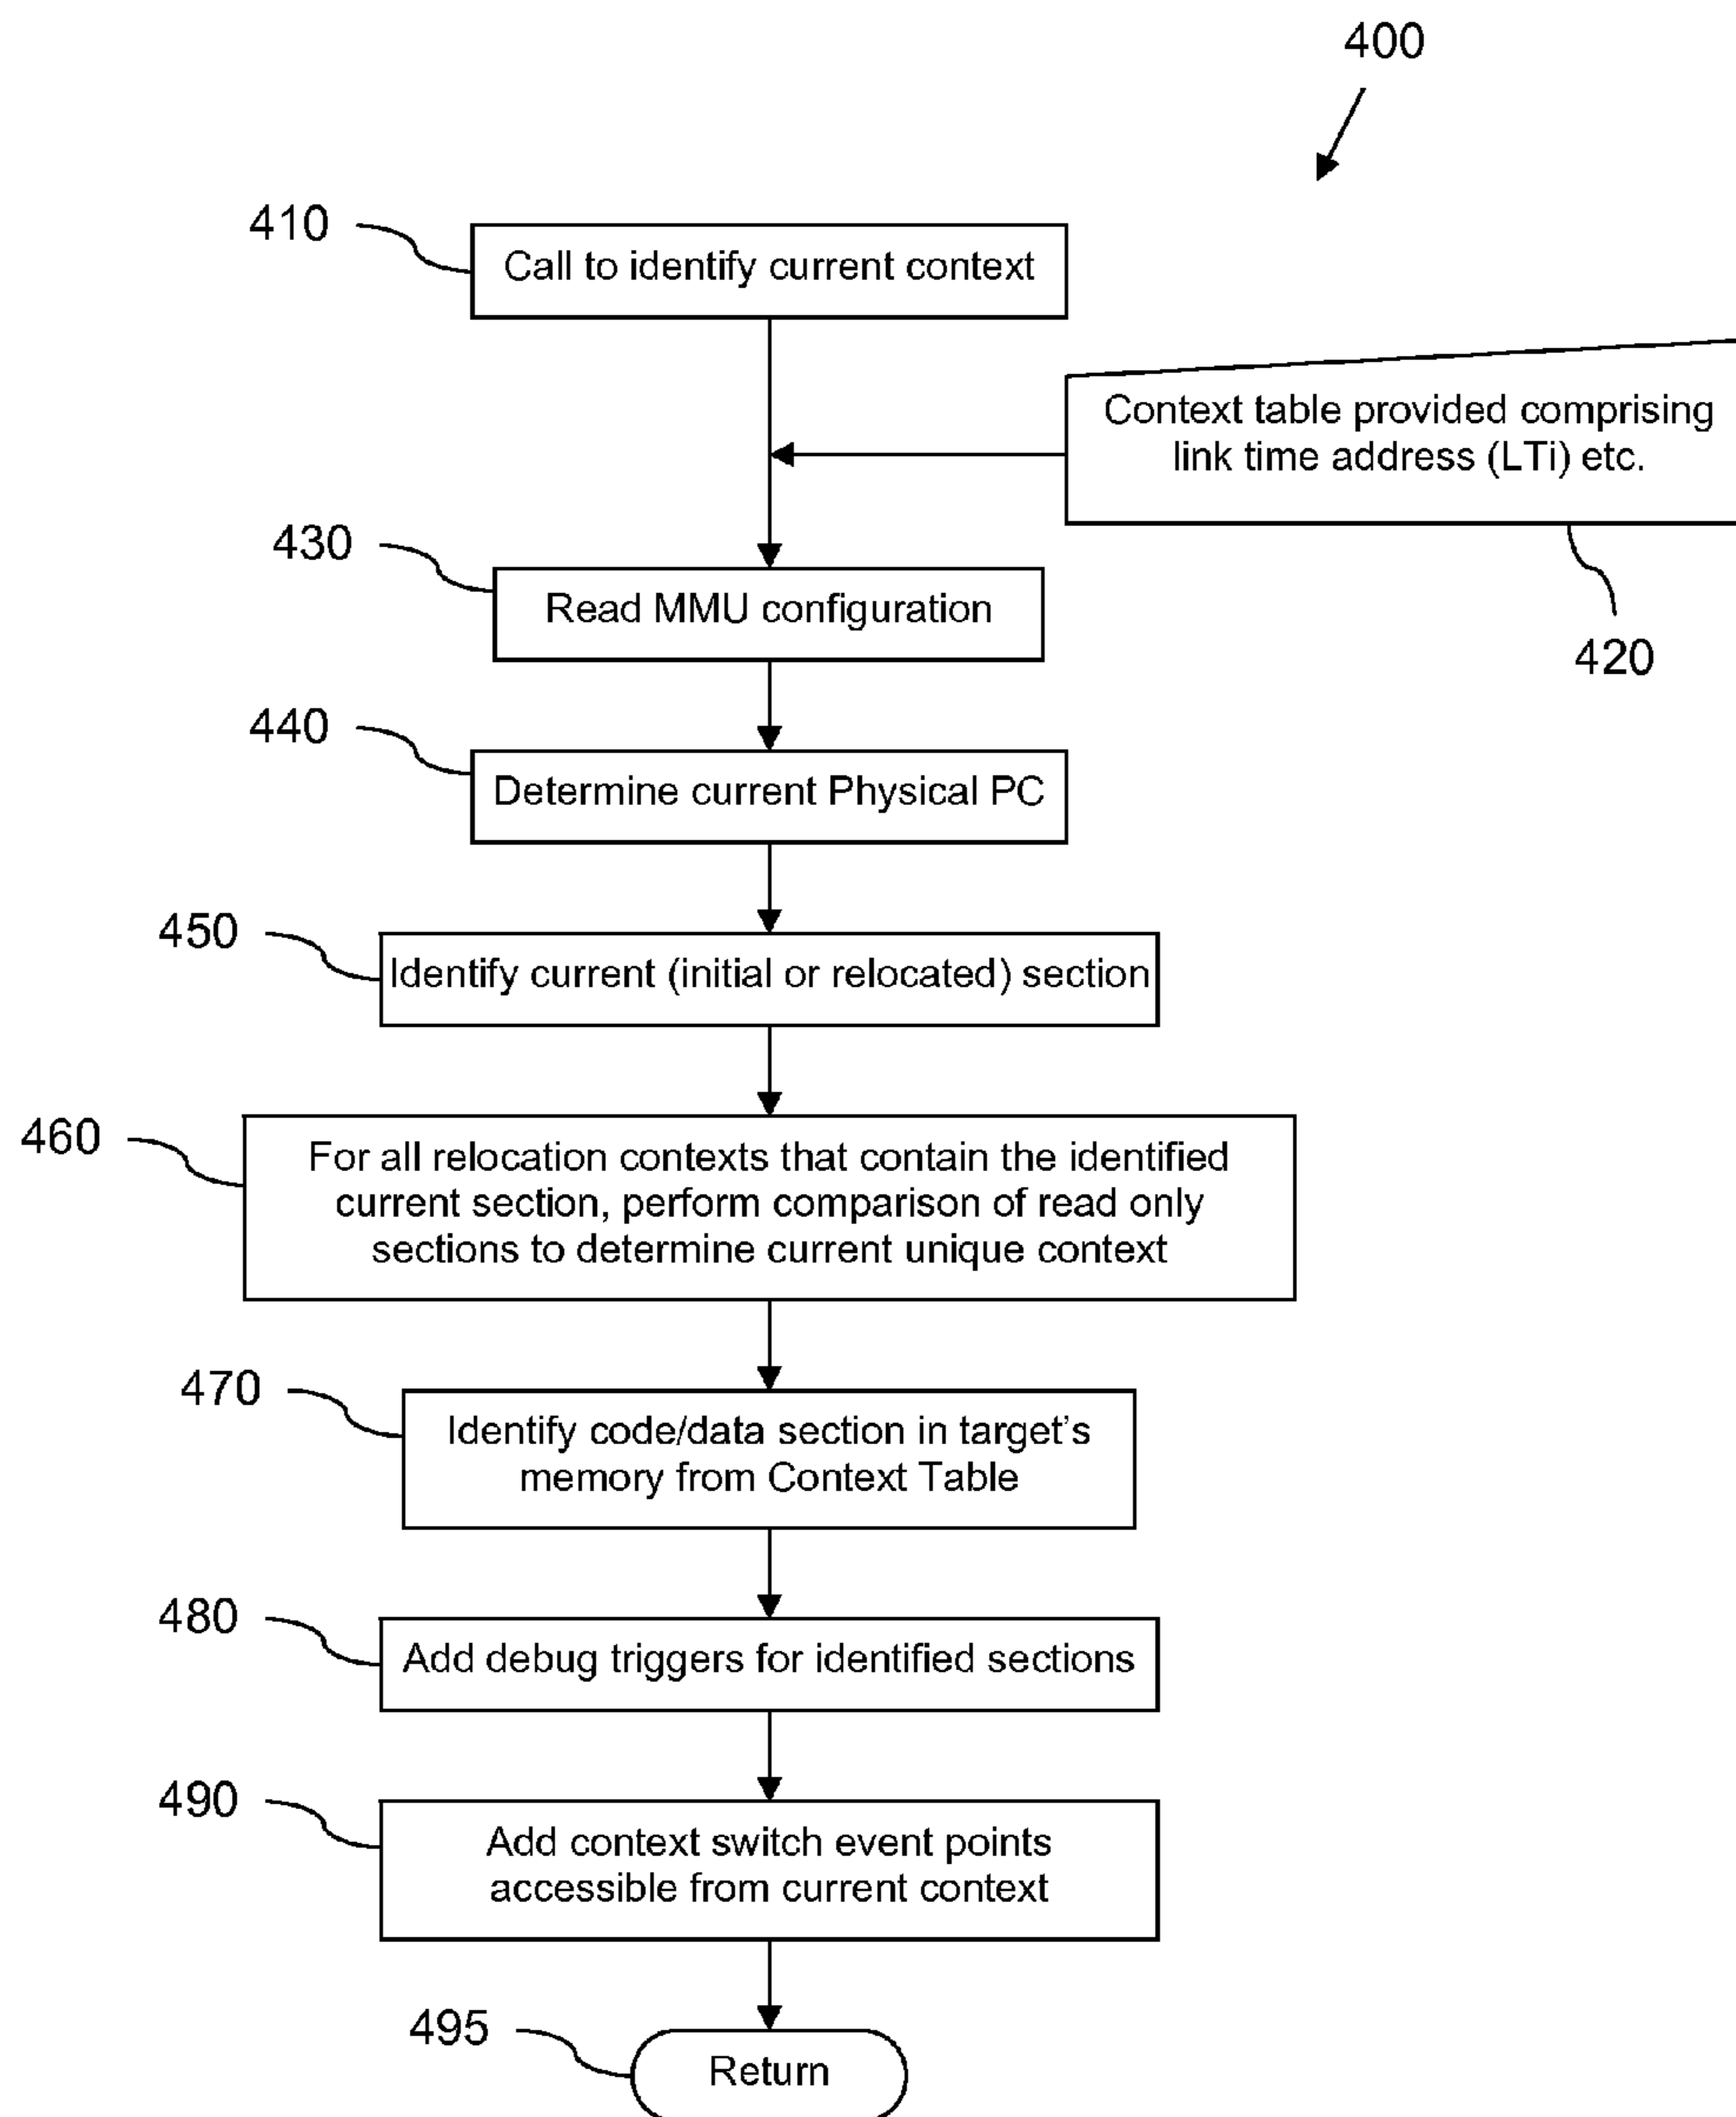 400
410
Call to identify current context
Context table provided comprising
link time address (LTi) etc.
420
430
Read MMU configuration
440
Determine current Physical PC
450
Identify current (initial or relocated) section
460
For all relocation contexts that contain the identified
current section, perform comparison of read only
sections to determine current unique context
470
Identify code/data section in target's
memory from Context Table
480
Add debug triggers for identified sections
490
Add context switch event points
accessible from current context
495
Return